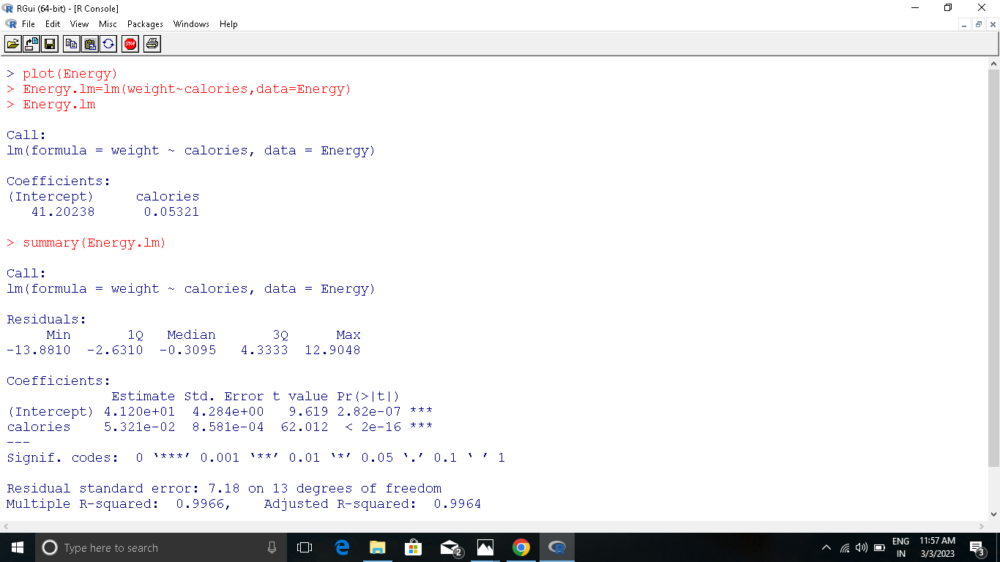 RGui (64-bit) - [R Console]
File Edit View Misc Packages Windows Help
STOP
> plot(Energy)
> Energy.lm=lm(weight~calories,data=Energy)
> Energy.lm
Call:
lm(formula = weight ~ calories, data = Energy)
Coefficients:
(Intercept)     calories
   41.20238      0.05321
> summary(Energy.lm)
Call:
lm(formula = weight ~ calories, data = Energy)
Residuals:
     Min       1Q   Median       3Q      Max
-13.8810  -2.6310  -0.3095   4.3333  12.9048
Coefficients:
             Estimate Std. Error t value Pr(>|t|)
(Intercept) 4.120e+01  4.284e+00   9.619 2.82e-07 ***
calories    5.321e-02  8.581e-04  62.012  < 2e-16 ***
---
Signif. codes:  0 ‘***’ 0.001 ‘**’ 0.01 ‘*’ 0.05 ‘.’ 0.1 ‘ ’ 1
Residual standard error: 7.18 on 13 degrees of freedom
Multiple R-squared:  0.9966,    Adjusted R-squared:  0.9964
Type here to search
2
ENG
IN
11:57 AM
3/3/2023
3